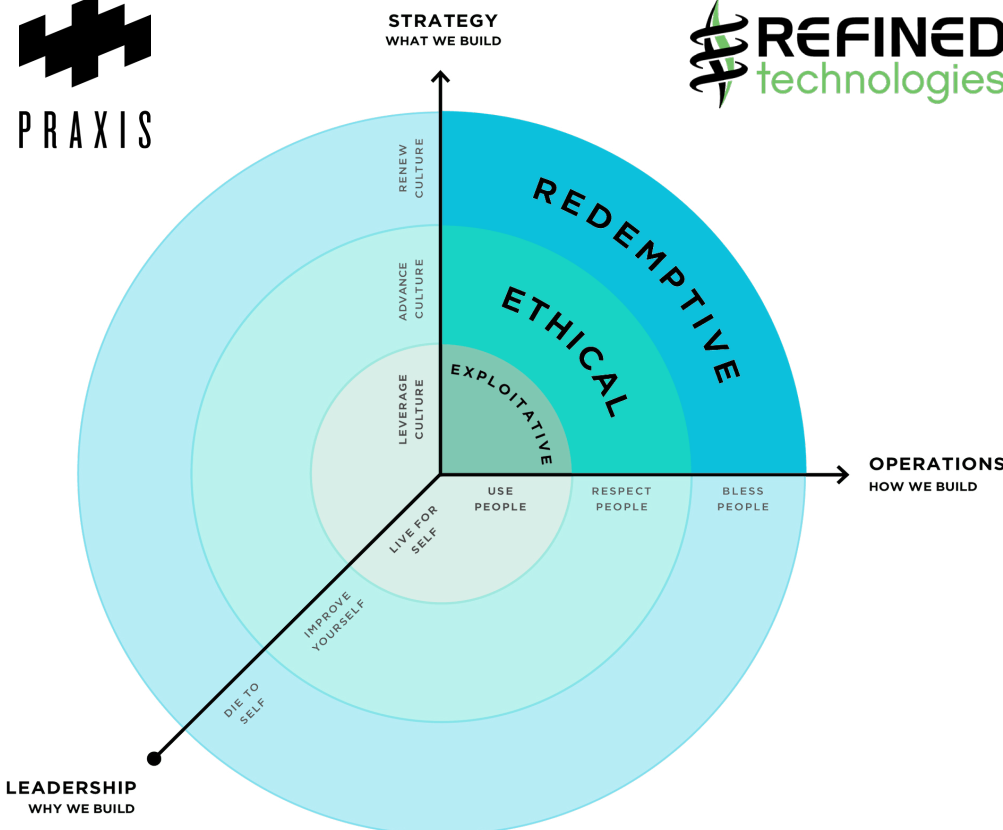 PRAXIS
STRATEGY
WHAT WE BUILD
REFINED
technologies
RENEW
CULTURE
ADVANCE
CULTURE
LEVERAGE
CULTURE
REDEMPTIVE
ETHICAL
EXPLOITATIVE
OPERATIONS
HOW WE BUILD
USE
PEOPLE
RESPECT
PEOPLE
BLESS
PEOPLE
LIVE FOR
SELF
IMPROVE
YOURSELF
DIE TO
SELF
LEADERSHIP
WHY WE BUILD